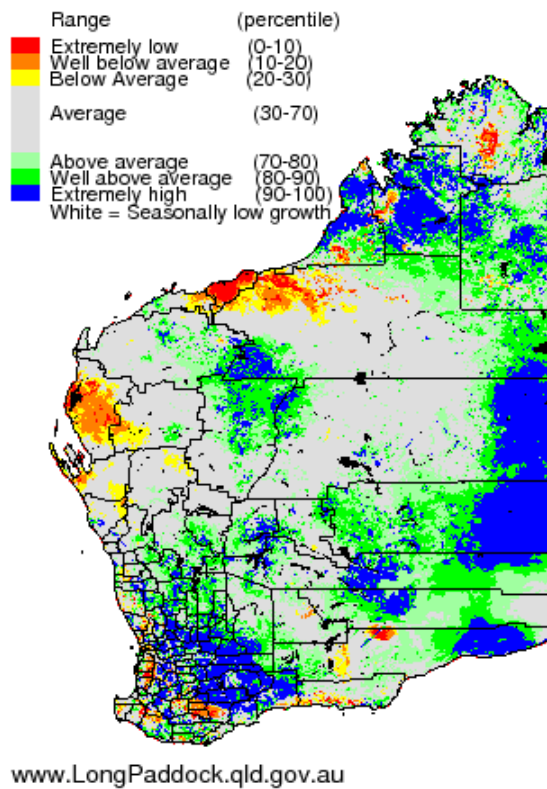 Range (percentile)
Extremely low (0-10)
Well below average (10-20)
Below Average (20-30)
Average (30-70)
Above average (70-80)
Well above average (80-90)
Extremely high (90-100)
White = Seasonally low growth
www.LongPaddock.qld.gov.au